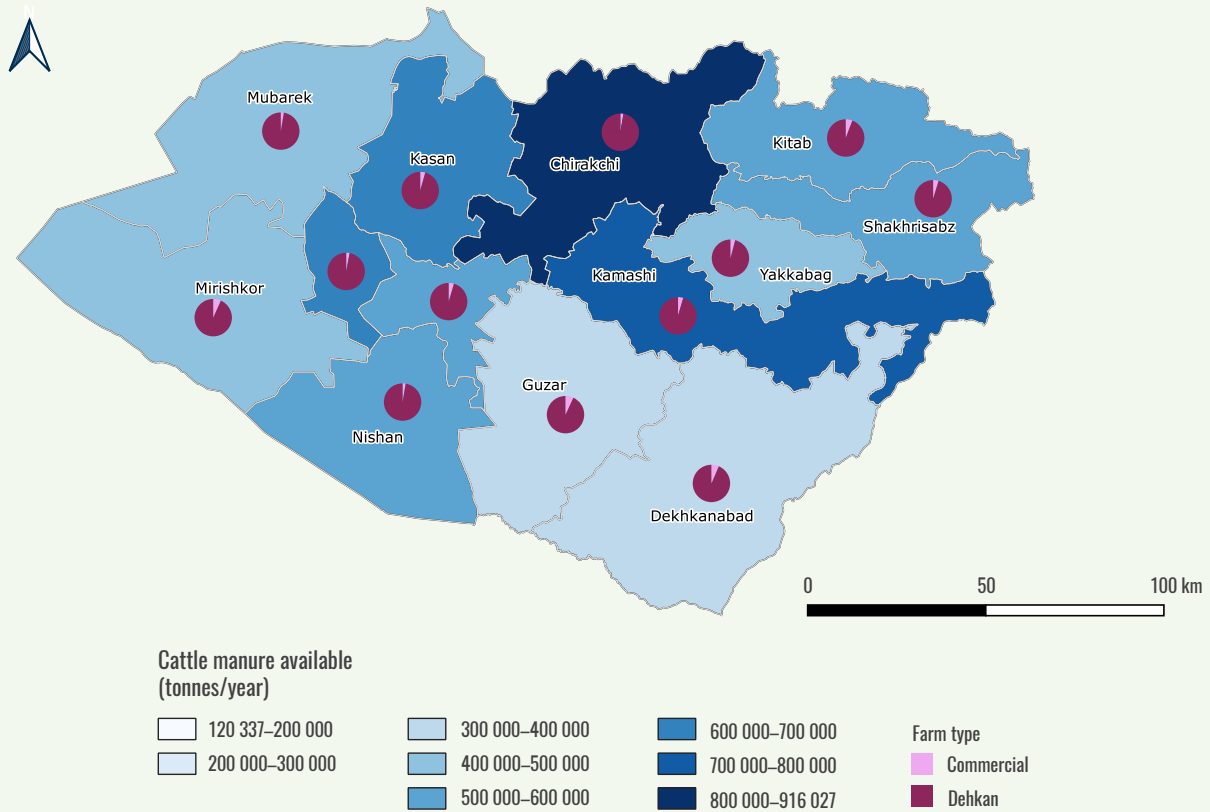 N
Mubarek
Kasan
Chirakchi
Kitab
Shakhrisabz
Mirishkor
Kamashi
Yakkabag
Guzar
Nishan
Dekhkanabad
0 50 100 km
Cattle manure available
(tonnes/year)
120 337–200 000
200 000–300 000
300 000–400 000
400 000–500 000
500 000–600 000
600 000–700 000
700 000–800 000
800 000–916 027
Farm type
Commercial
Dehkan